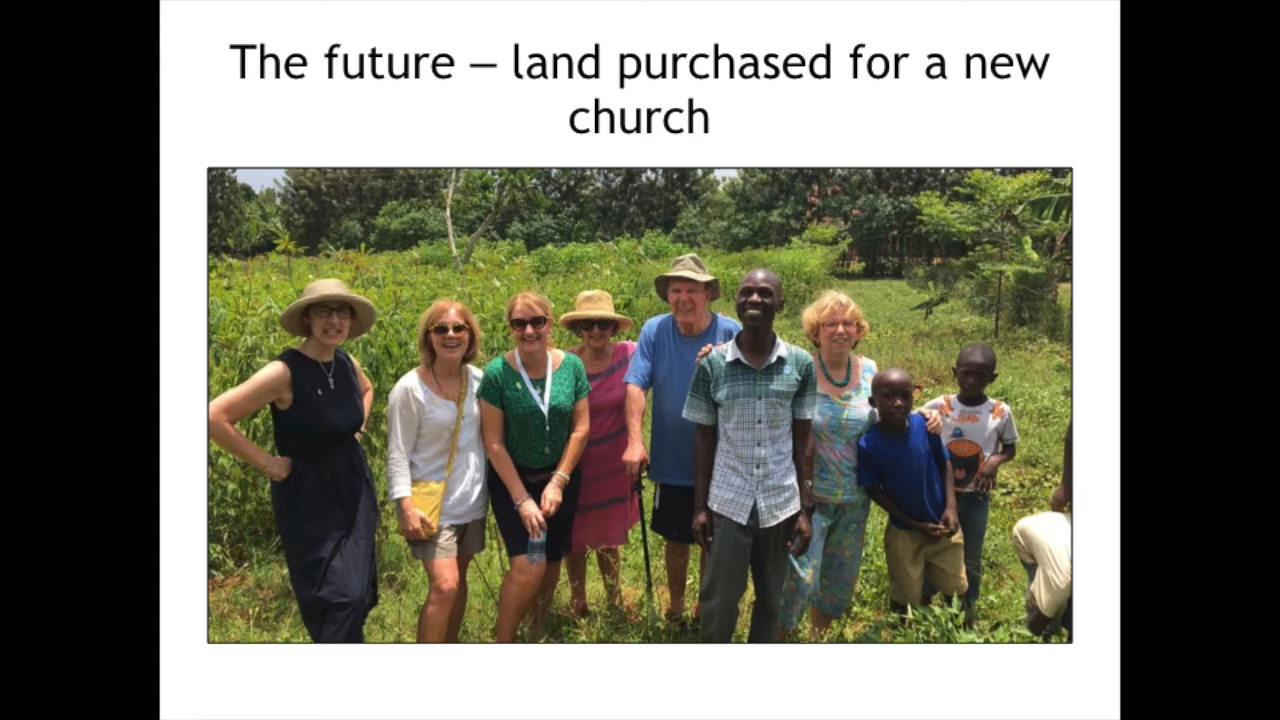 The future – land purchased for a new
church